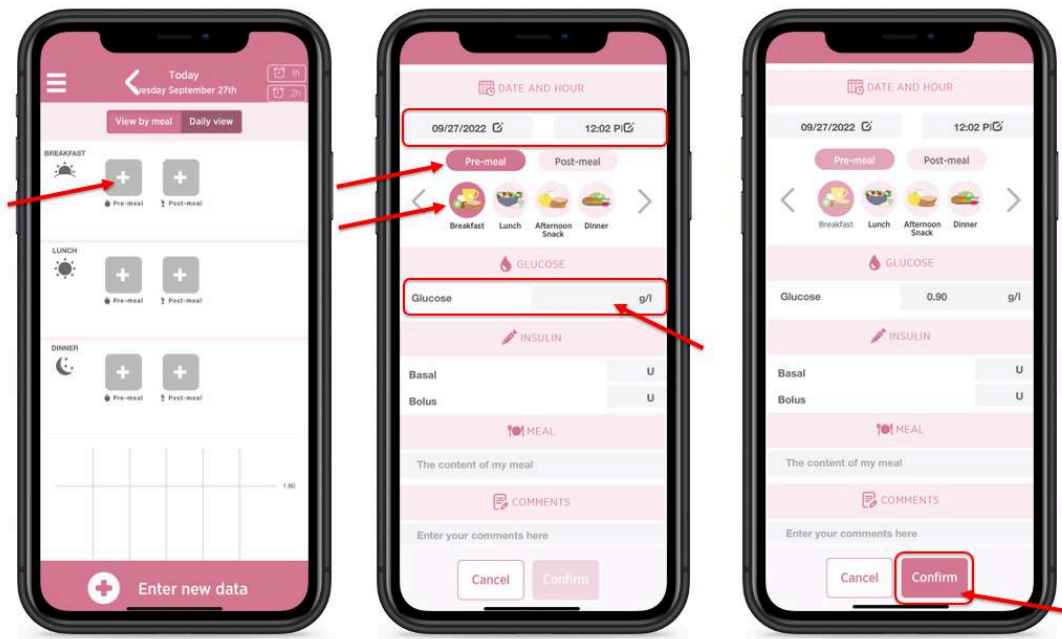 Today
Tuesday September 27th
1h
2h
View by meal
Daily view
BREAKFAST
Pre-meal
Post-meal
LUNCH
Pre-meal
Post-meal
DINNER
Pre-meal
Post-meal
1.80
Enter new data
DATE AND HOUR
09/27/2022
12:02 P
Pre-meal
Post-meal
Breakfast
Lunch
Afternoon
Snack
Dinner
GLUCOSE
Glucose
g/l
INSULIN
Basal
U
Bolus
U
MEAL
The content of my meal
COMMENTS
Enter your comments here
Cancel
Confirm
DATE AND HOUR
09/27/2022
12:02 P
Pre-meal
Post-meal
Breakfast
Lunch
Afternoon
Snack
Dinner
GLUCOSE
Glucose
0.90
g/l
INSULIN
Basal
U
Bolus
U
MEAL
The content of my meal
COMMENTS
Enter your comments here
Cancel
Confirm